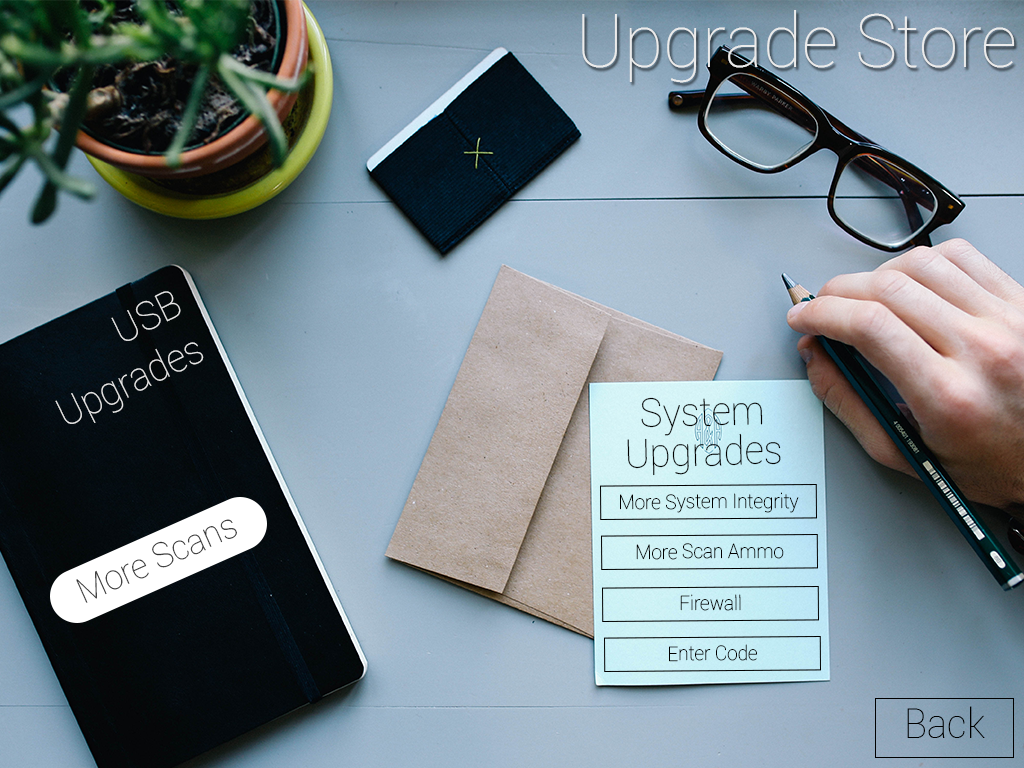 Upgrade Store
USB
Upgrades
More Scans
System
Upgrades
More System Integrity
More Scan Ammo
Firewall
Enter Code
Back